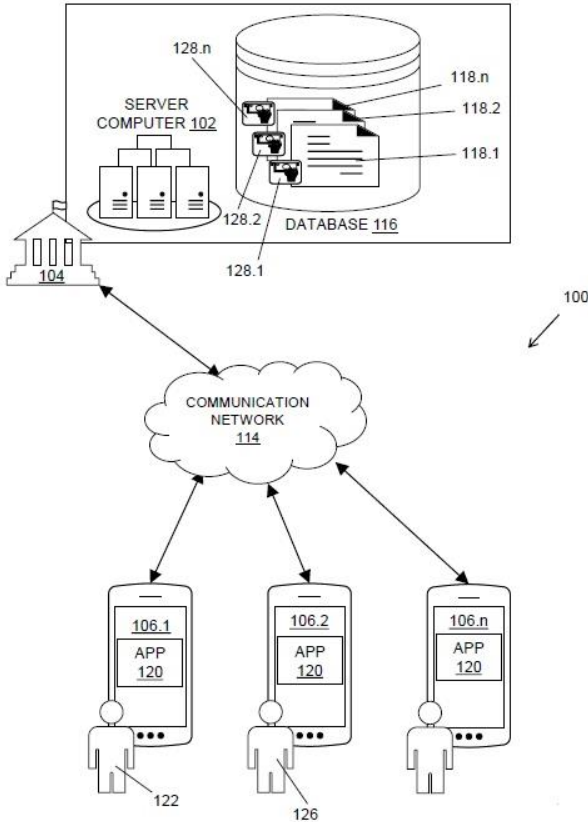 128.n
118.n
118.2
118.1
SERVER
COMPUTER 102
128.2
DATABASE 116
128.1
104
100
COMMUNICATION
NETWORK
114
106.1
106.2
106.n
APP
120
APP
120
APP
120
122
126